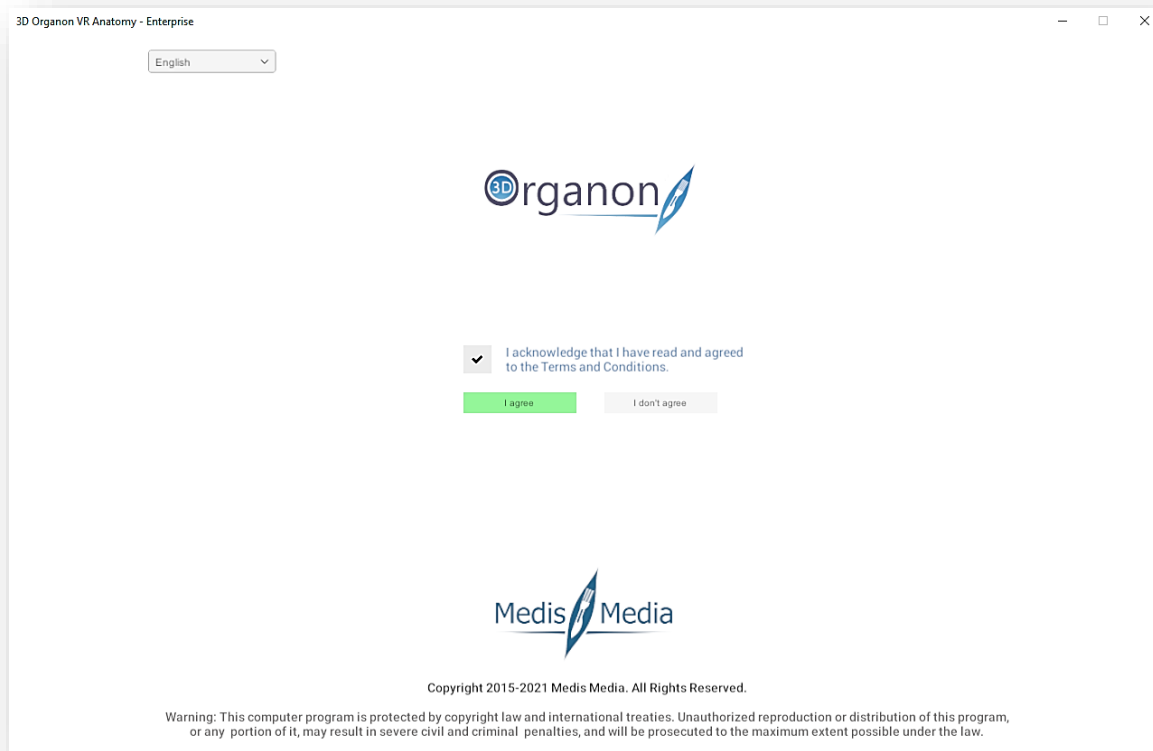 3D Organon VR Anatomy - Enterprise
English
3D Organon
I acknowledge that I have read and agreed
to the Terms and Conditions.
I agree
I don't agree
Medis Media
Copyright 2015-2021 Medis Media. All Rights Reserved.
Warning: This computer program is protected by copyright law and international treaties. Unauthorized reproduction or distribution of this program,
or any portion of it, may result in severe civil and criminal penalties, and will be prosecuted to the maximum extent possible under the law.